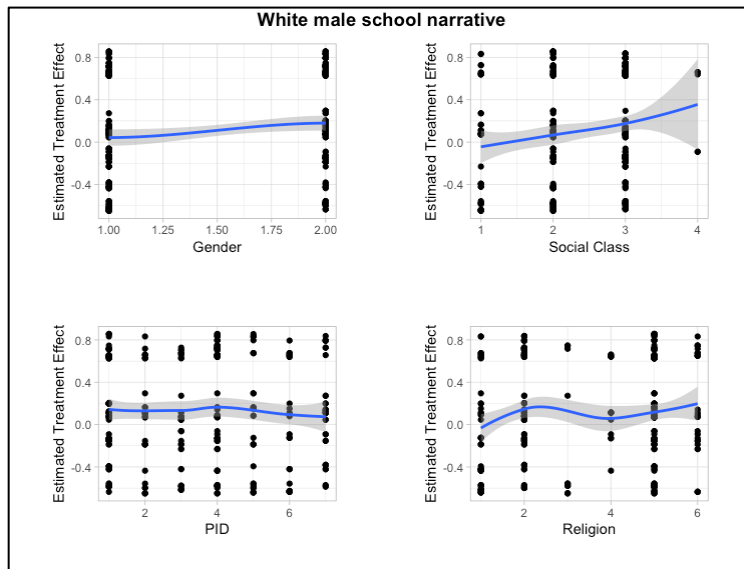 White male school narrative
Estimated Treatment Effect
0.8
0.4
0.0
-0.4
1.00 1.25 1.50 1.75 2.00
Gender
Estimated Treatment Effect
0.8
0.4
0.0
-0.4
1 2 3 4
Social Class
Estimated Treatment Effect
0.8
0.4
0.0
-0.4
2 4 6
PID
Estimated Treatment Effect
0.8
0.4
0.0
-0.4
2 4 6
Religion